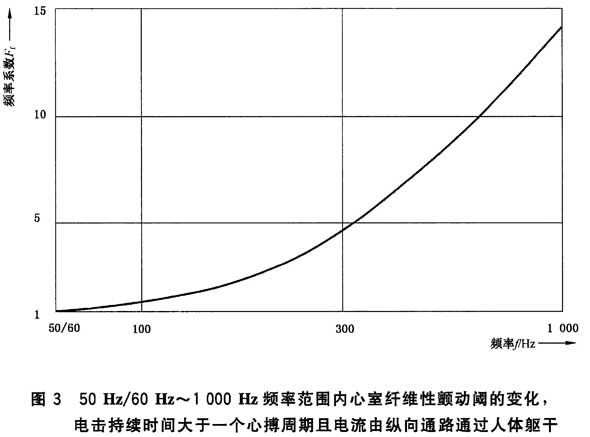 15
10
5
1
频率系数Ff
50/60
100
300
1 000
频率f/Hz
图 3 50 Hz/60 Hz～1 000 Hz 频率范围内心室纤维性颤动阈的变化，
电击持续时间大于一个心搏周期且电流由纵向通路通过人体躯干